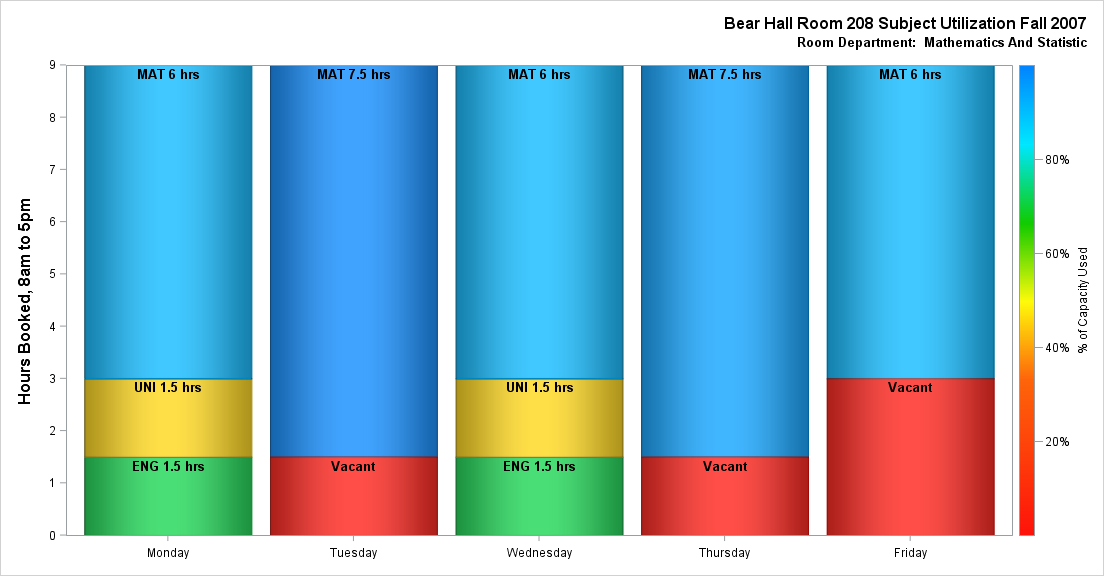 Bear Hall Room 208 Subject Utilization Fall 2007
Room Department:  Mathematics And Statistic
Hours Booked, 8am to 5pm
9
8
7
6
5
4
3
2
1
0
MAT 6 hrs
UNI 1.5 hrs
ENG 1.5 hrs
MAT 7.5 hrs
Vacant
MAT 6 hrs
UNI 1.5 hrs
ENG 1.5 hrs
MAT 7.5 hrs
Vacant
MAT 6 hrs
Vacant
Monday
Tuesday
Wednesday
Thursday
Friday
80%
60%
40%
20%
% of Capacity Used